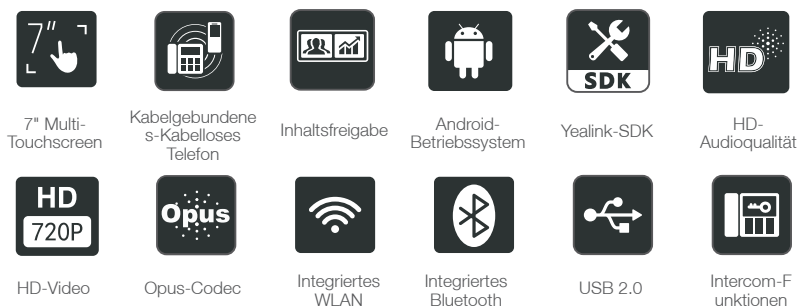 7"
SDK
HD
7" Multi-
Touchscreen
Kabelgebundene
s-Kabelloses
Telefon
Inhaltsfreigabe
Android-
Betriebssystem
Yealink-SDK
HD-
Audioqualität
HD
720P
Opus
HD-Video
Opus-Codec
Integriertes
WLAN
Integriertes
Bluetooth
USB 2.0
Intercom-F
unktionen